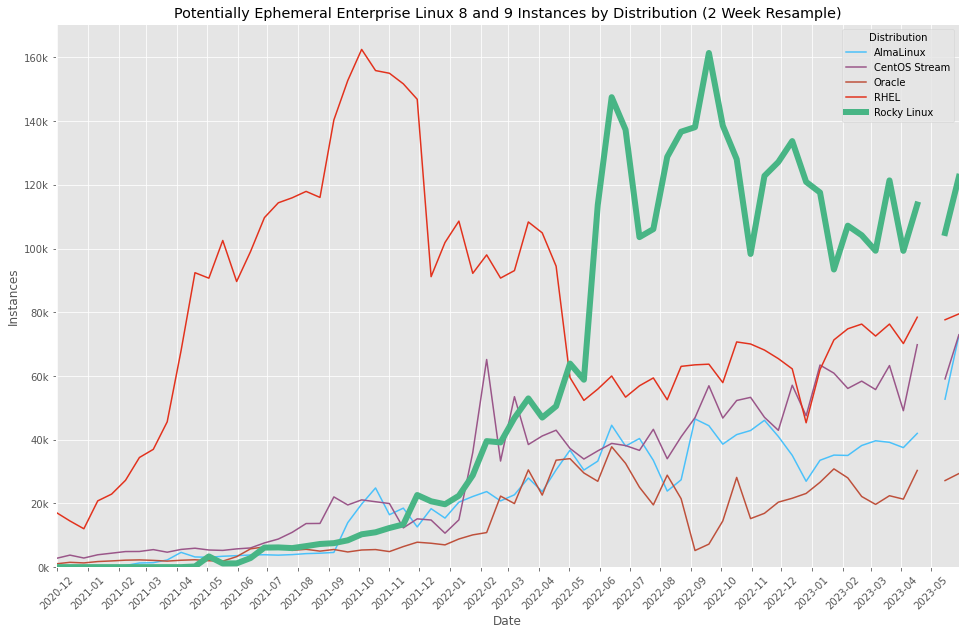 Potentially Ephemeral Enterprise Linux 8 and 9 Instances by Distribution (2 Week Resample)
Distribution
AlmaLinux
CentOS Stream
Oracle
RHEL
Rocky Linux
Instances
160k
140k
120k
100k
80k
60k
40k
20k
0k
2020-12
2021-01
2021-02
2021-03
2021-04
2021-05
2021-06
2021-07
2021-08
2021-09
2021-10
2021-11
2021-12
2022-01
2022-02
2022-03
2022-04
2022-05
2022-06
2022-07
2022-08
2022-09
2022-10
2022-11
2022-12
2023-01
2023-02
2023-03
2023-04
2023-05
Date